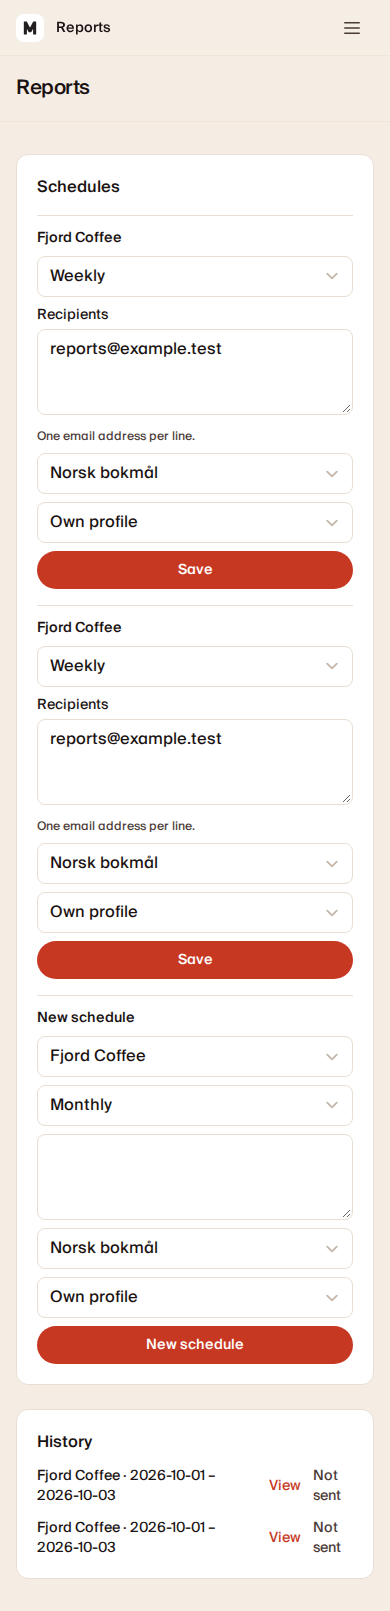 M Reports
Reports
Schedules
Fjord Coffee
Weekly
Recipients
reports@example.test
One email address per line.
Norsk bokmål
Own profile
Save
Fjord Coffee
Weekly
Recipients
reports@example.test
One email address per line.
Norsk bokmål
Own profile
Save
New schedule
Fjord Coffee
Monthly
Norsk bokmål
Own profile
New schedule
History
Fjord Coffee · 2026-10-01 –
2026-10-03
View
Not
sent
Fjord Coffee · 2026-10-01 –
2026-10-03
View
Not
sent